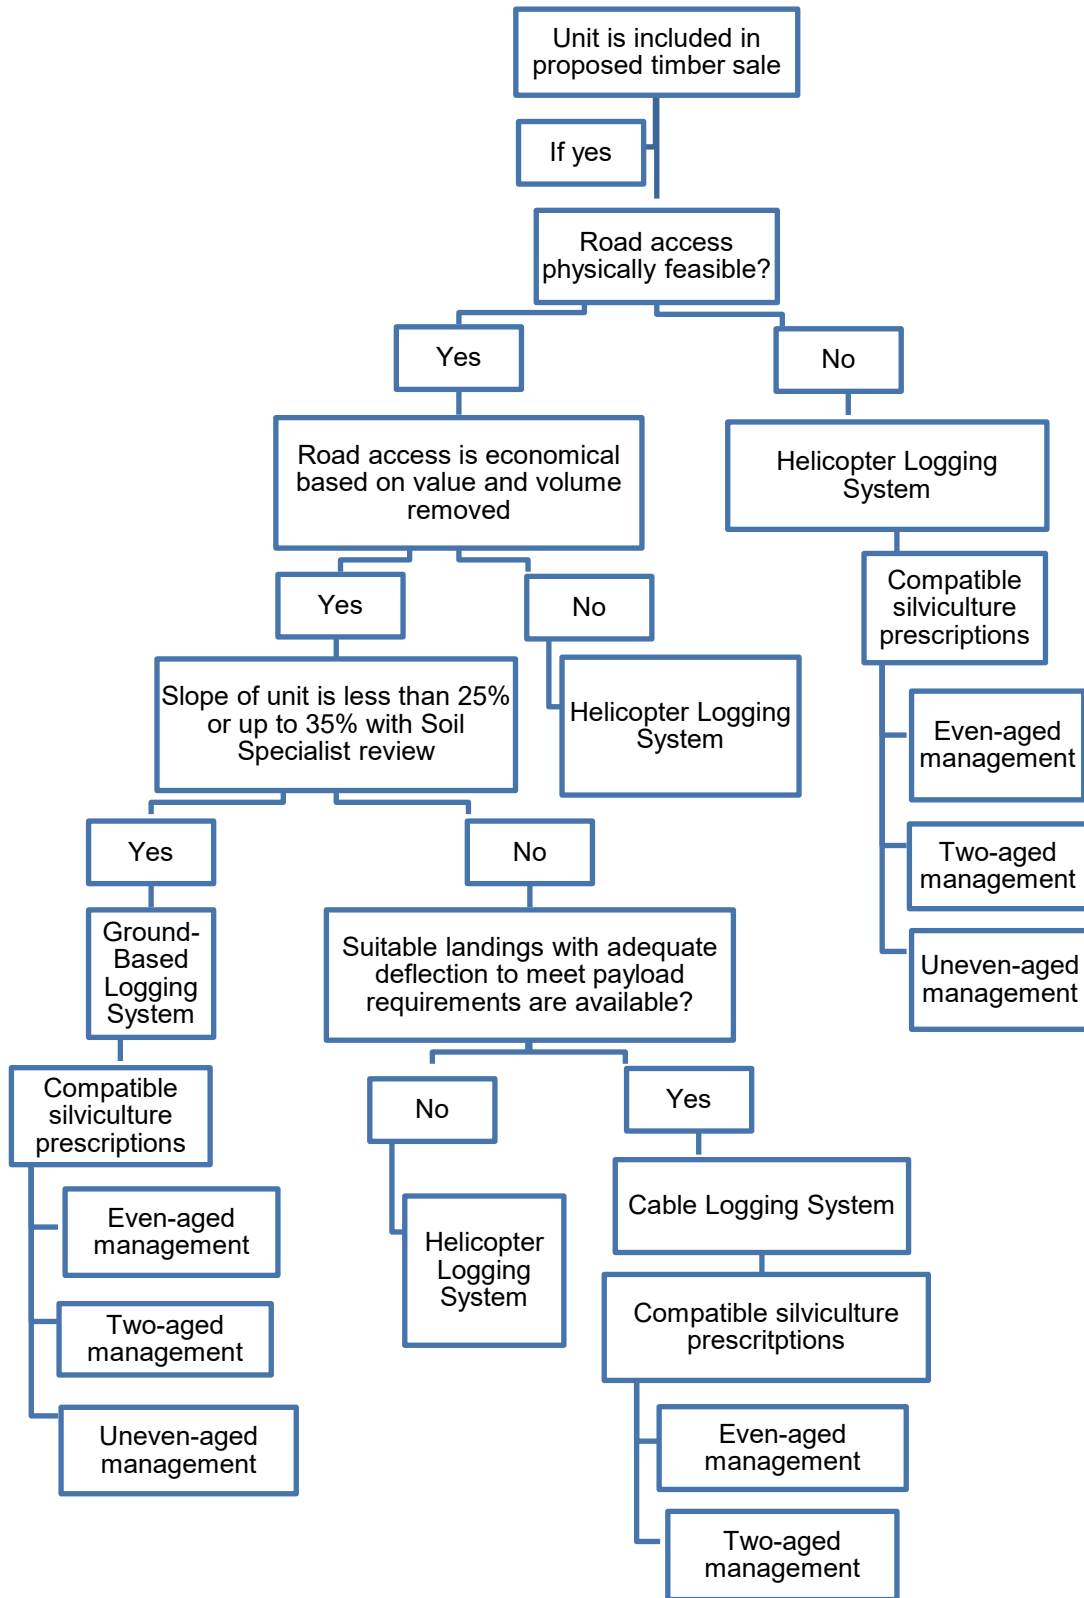 Unit is included in
proposed timber sale
If yes
Road access
physically feasible?
Yes
No
Road access is economical
based on value and volume
removed
Helicopter Logging
System
Yes
No
Compatible
silviculture
prescriptions
Slope of unit is less than 25%
or up to 35% with Soil
Specialist review
Helicopter Logging
System
Even-aged
management
Two-aged
management
Uneven-aged
management
Yes
No
Ground-
Based
Logging
System
Suitable landings with adequate
deflection to meet payload
requirements are available?
Compatible
silviculture
prescriptions
No
Yes
Even-aged
management
Two-aged
management
Uneven-aged
management
Helicopter
Logging
System
Cable Logging System
Compatible silviculture
prescritptions
Even-aged
management
Two-aged
management